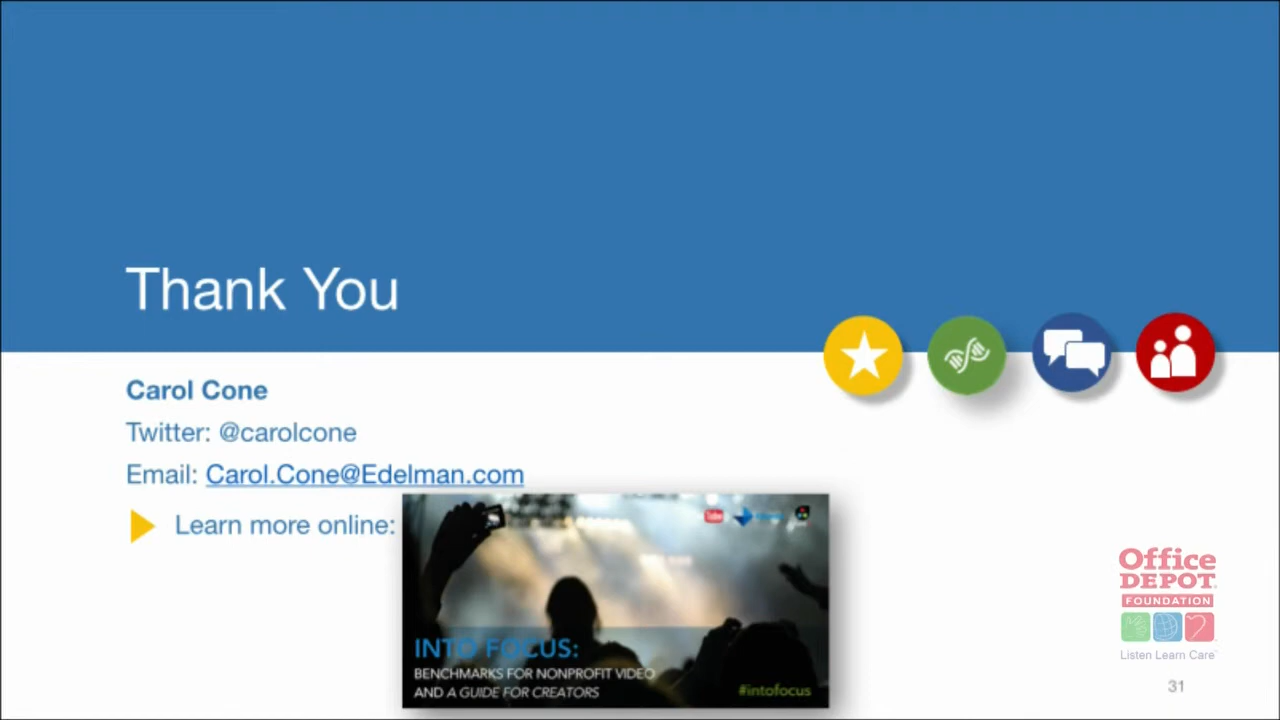 Thank You
Carol Cone
Twitter: @carolcone
Email: Carol.Cone@Edelman.com
Learn more online:
INTO FOCUS:
BENCHMARKS FOR NONPROFIT VIDEO
AND A GUIDE FOR CREATORS
#intofocus
Office
DEPOT
FOUNDATION
Listen Learn Care
31